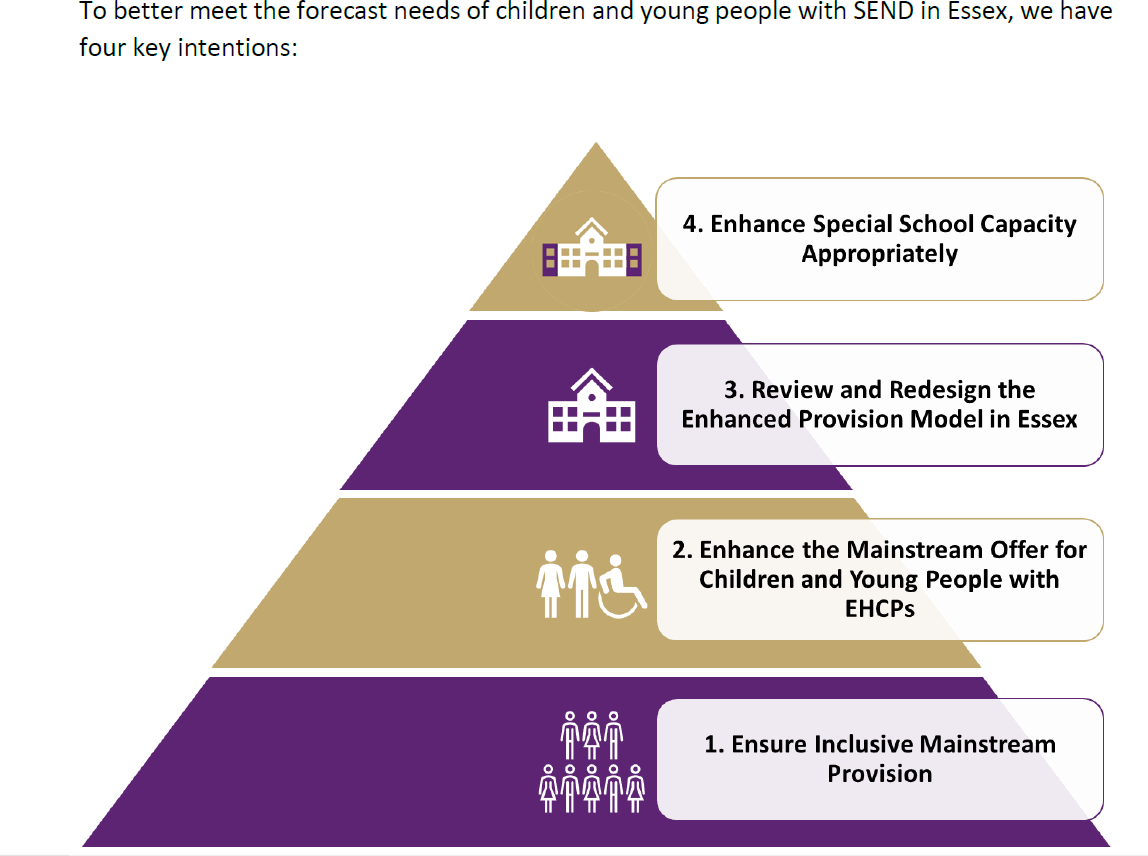 To better meet the forecast needs of children and young people with SEND in Essex, we have
four key intentions:
4. Enhance Special School Capacity
Appropriately
3. Review and Redesign the
Enhanced Provision Model in Essex
2. Enhance the Mainstream Offer for
Children and Young People with
EHCPs
1. Ensure Inclusive Mainstream
Provision